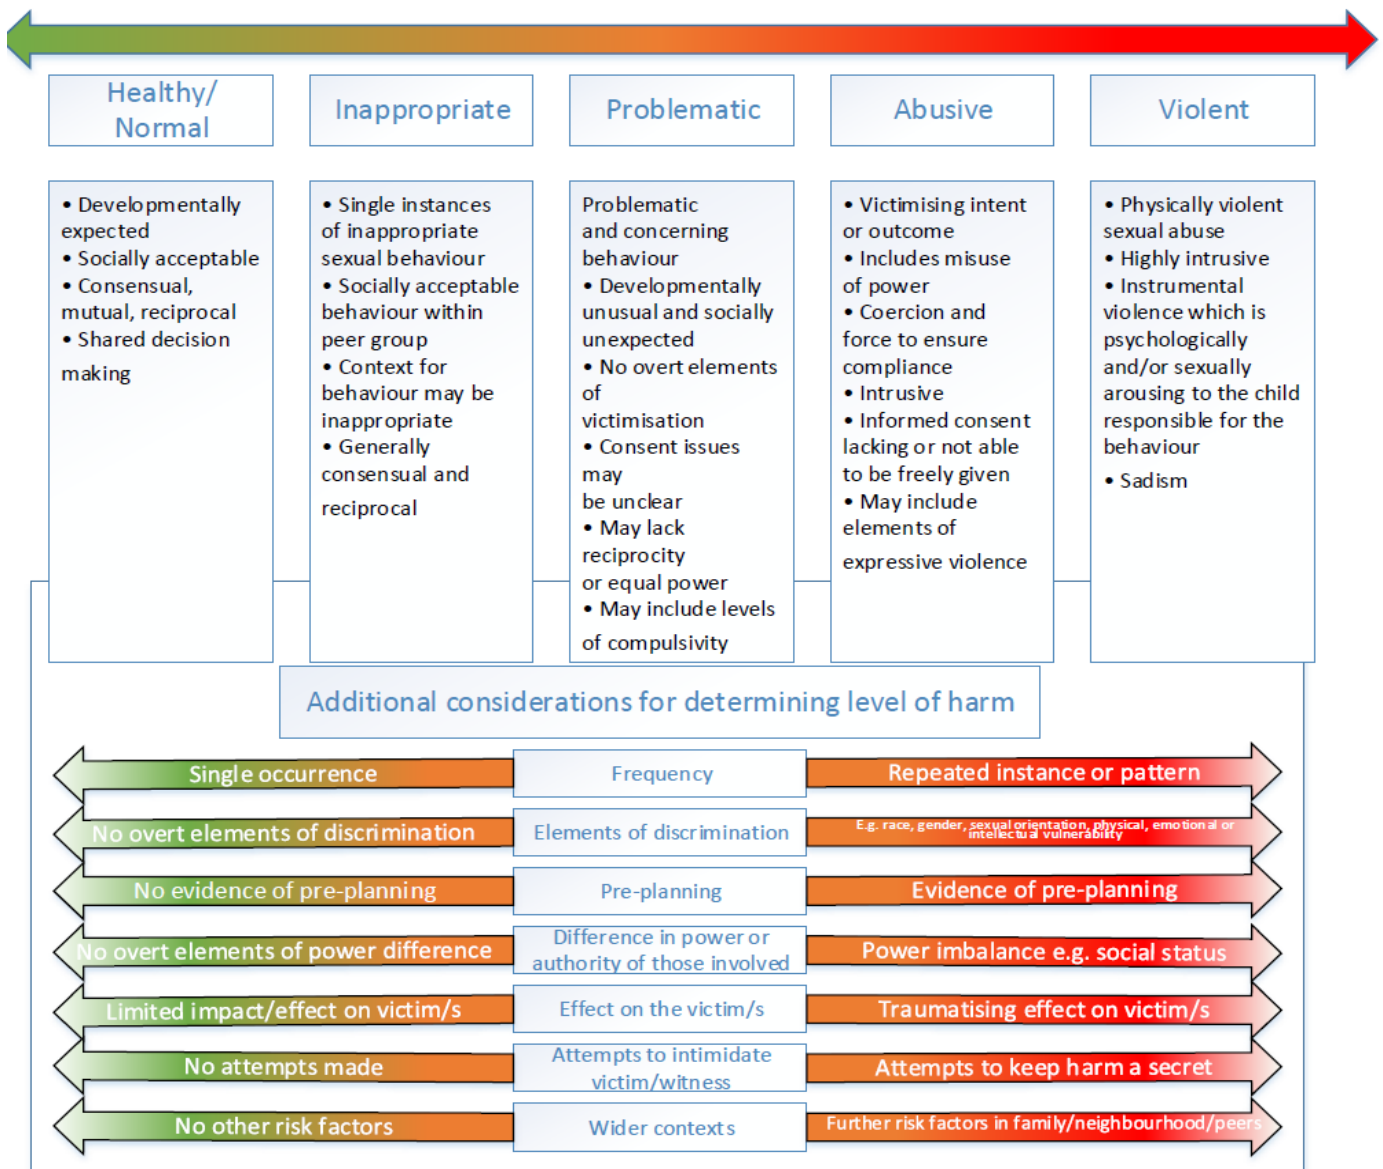 Healthy/
Normal
Inappropriate
Problematic
Abusive
Violent
• Developmentally
expected
• Socially acceptable
• Consensual,
mutual, reciprocal
• Shared decision
making
• Single instances
of inappropriate
sexual behaviour
• Socially acceptable
behaviour within
peer group
• Context for
behaviour may be
inappropriate
• Generally
consensual and
reciprocal
Problematic
and concerning
behaviour
• Developmentally
unusual and socially
unexpected
• No overt elements
of
victimisation
• Consent issues
may
be unclear
• May lack
reciprocity
or equal power
• May include levels
of compulsivity
• Victimising intent
or outcome
• Includes misuse
of power
• Coercion and
force to ensure
compliance
• Intrusive
• Informed consent
lacking or not able
to be freely given
• May include
elements of
expressive violence
• Physically violent
sexual abuse
• Highly intrusive
• Instrumental
violence which is
psychologically
and/or sexually
arousing to the child
responsible for the
behaviour
• Sadism
Additional considerations for determining level of harm
Single occurrence
Frequency
Repeated instance or pattern
No overt elements of discrimination
Elements of discrimination
E.g. race, gender, sexual orientation, physical, emotional or
intellectual vulnerability
No evidence of pre-planning
Pre-planning
Evidence of pre-planning
No overt elements of power difference
Difference in power or
authority of those involved
Power imbalance e.g. social status
Limited impact/effect on victim/s
Effect on the victim/s
Traumatising effect on victim/s
No attempts made
Attempts to intimidate
victim/witness
Attempts to keep harm a secret
No other risk factors
Wider contexts
Further risk factors in family/neighbourhood/peers